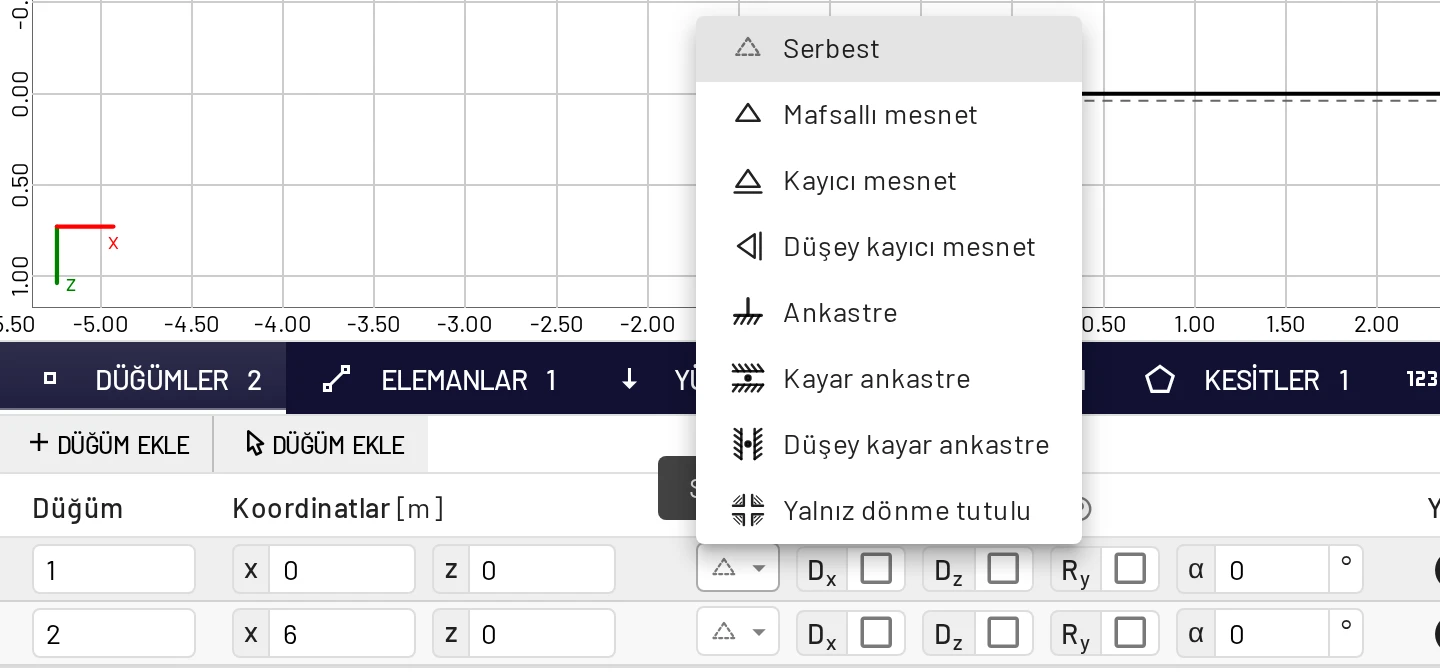 -0.
0.00
0.50
1.00
x
z
5.50 -5.00 -4.50 -4.00 -3.50 -3.00 -2.50 -2.00 0.50 1.00 1.50 2.00
Serbest
Mafsallı mesnet
Kayıcı mesnet
Düşey kayıcı mesnet
Ankastre
Kayar ankastre
Düşey kayar ankastre
Yalnız dönme tutulu
DÜĞÜMLER 2 ELEMANLAR 1 KESİTLER 1 123
+ DÜĞÜM EKLE DÜĞÜM EKLE
Düğüm Koordinatlar [m] Y
1 x 0 z 0 Dx Dz Ry α 0 °
2 x 6 z 0 Dx Dz Ry α 0 °